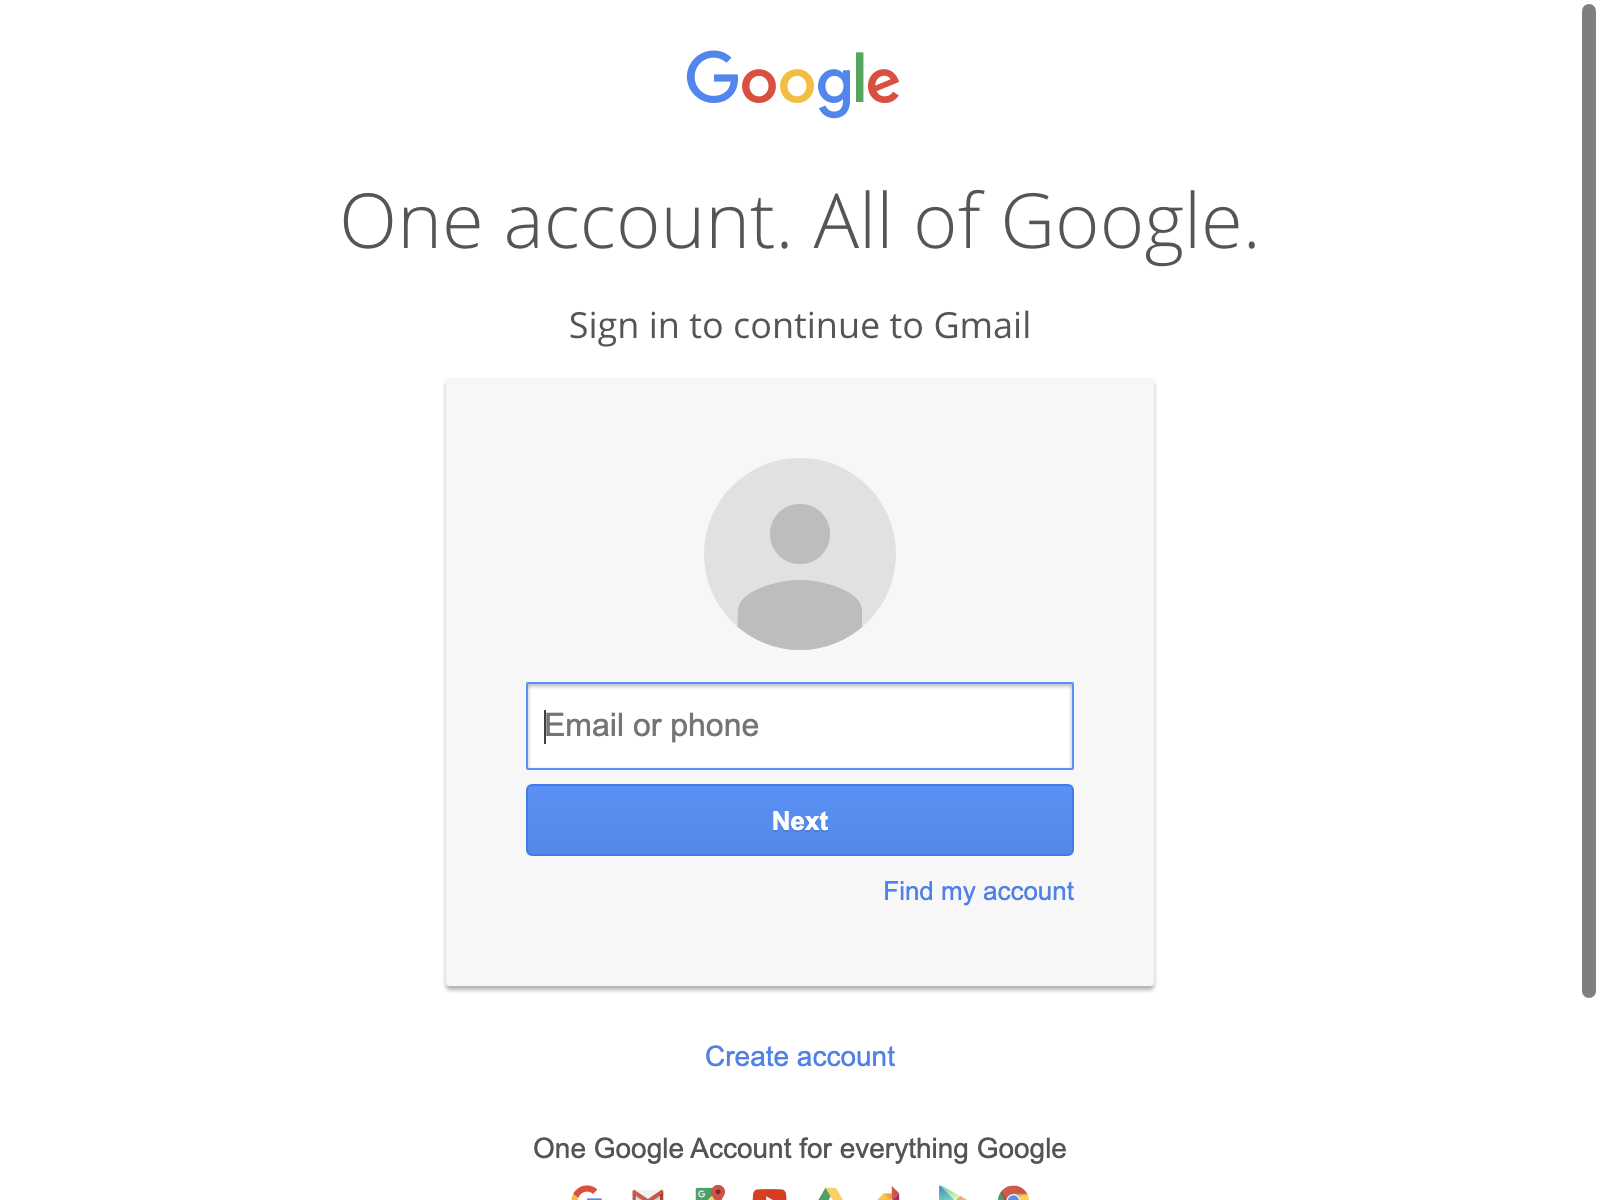 Google
One account. All of Google.
Sign in to continue to Gmail
Email or phone
Next
Find my account
Create account
One Google Account for everything Google